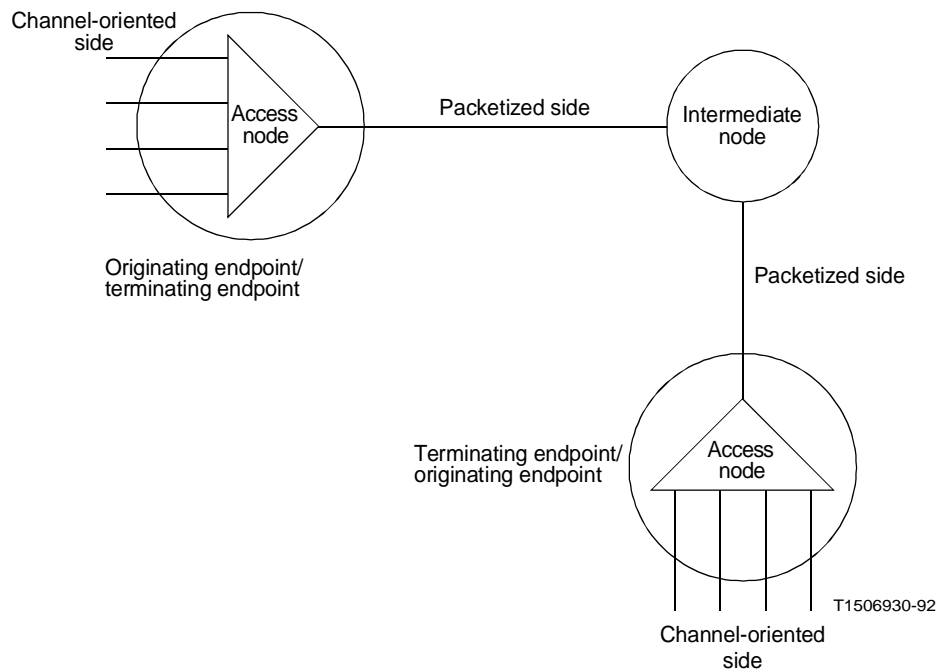 Channel-oriented
side
Access
node
Packetized side
Intermediate
node
Originating endpoint/
terminating endpoint
Packetized side
Terminating endpoint/
originating endpoint
Access
node
T1506930-92
Channel-oriented
side